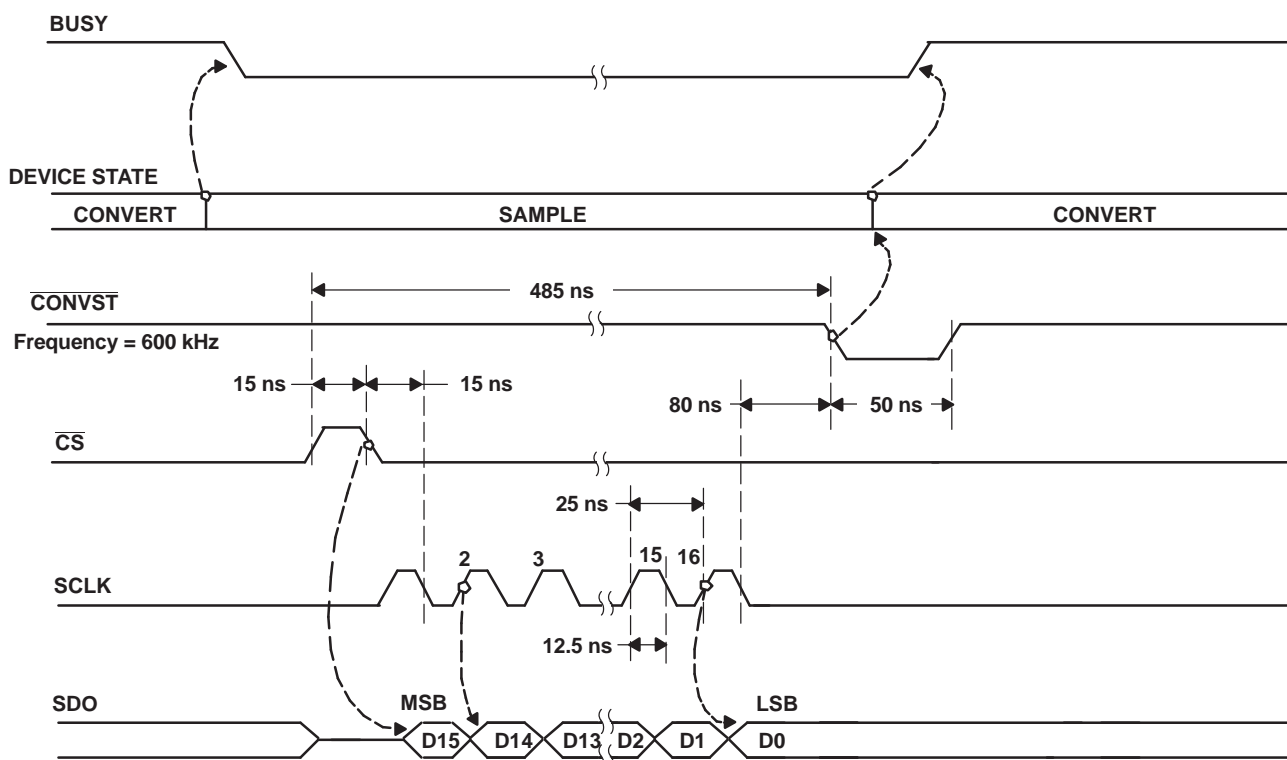 BUSY
DEVICE STATE
CONVERT SAMPLE CONVERT
CONVST 485 ns
Frequency = 600 kHz
15 ns 15 ns
80 ns 50 ns
CS
25 ns
2 3 15 16
SCLK
12.5 ns
SDO MSB LSB
D15 D14 D13 D2 D1 D0